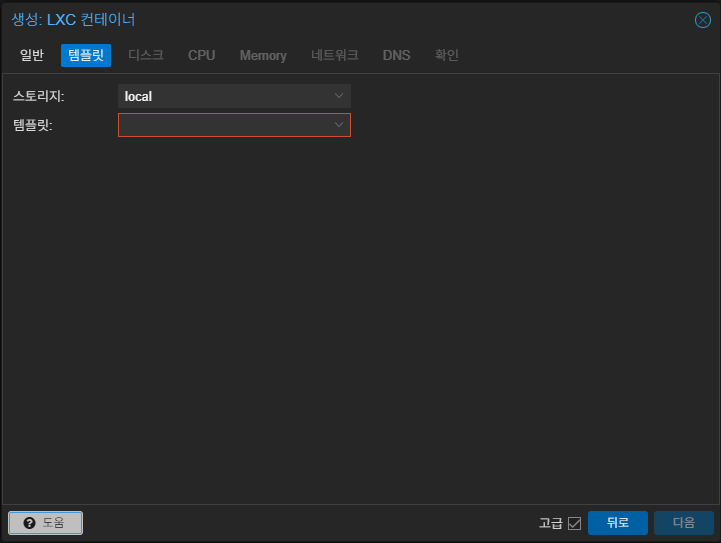 생성: LXC 컨테이너
일반 템플릿 디스크 CPU Memory 네트워크 DNS 확인
스토리지: local
템플릿:
도움 고급 뒤로 다음